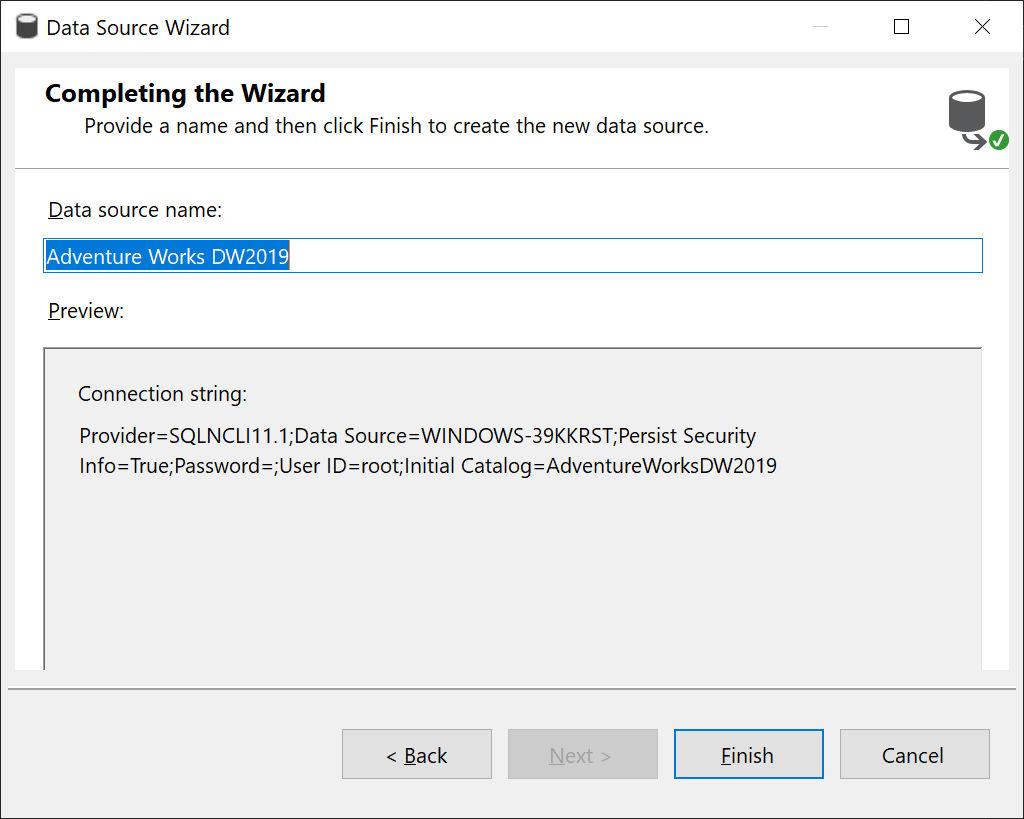 Data Source Wizard
Completing the Wizard
Provide a name and then click Finish to create the new data source.
Data source name:
Adventure Works DW2019
Preview:
Connection string:
Provider=SQLNCLI11.1;Data Source=WINDOWS-39KKRST;Persist Security
Info=True;Password=;User ID=root;Initial Catalog=AdventureWorksDW2019
< Back
Next >
Finish
Cancel